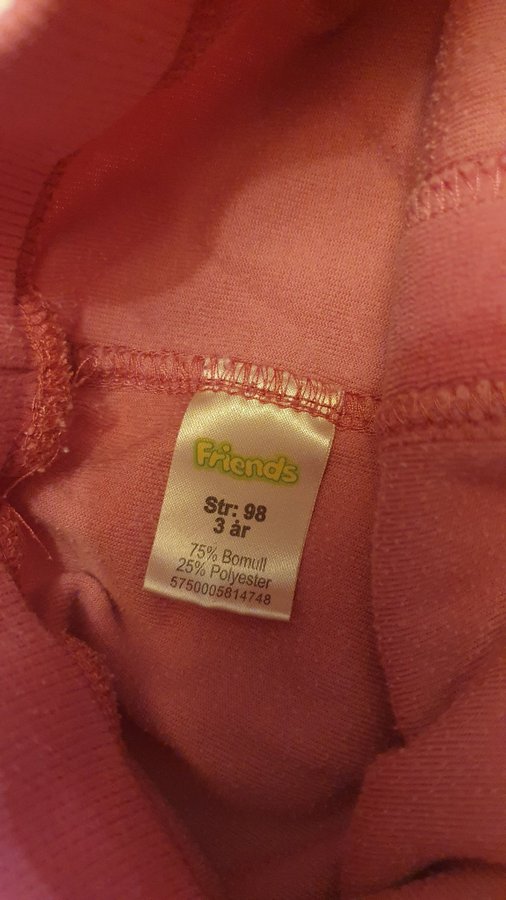 Friends
Str: 98
3 år
75% Bomull
25% Polyester
5750005814748